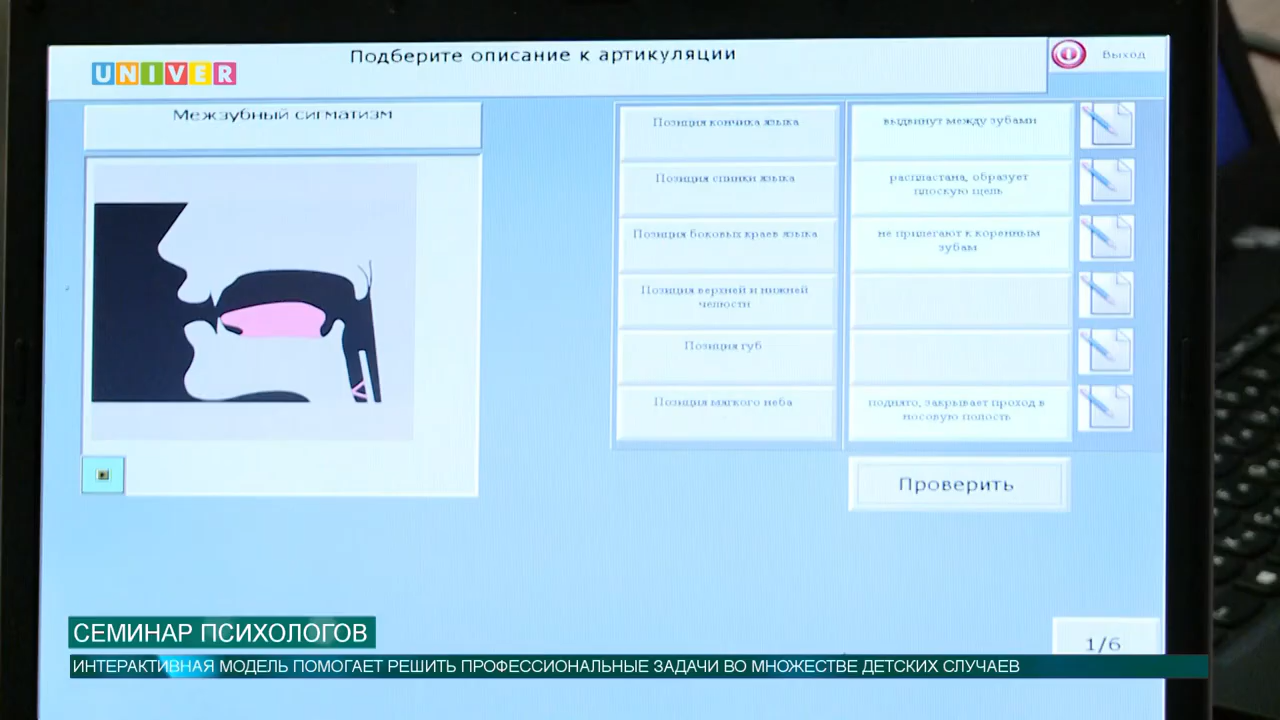 Подберите описание к артикуляции
UNIVER
Выход
Межзубный сигматизм
Позиция кончика языка
выдвинут между зубами
Позиция спинки языка
распластана, образует
плоскую щель
Позиция боковых краев языка
не прилегают к коренным
зубам
Позиция верхней и нижней
челюсти
Позиция губ
Позиция мягкого неба
поднято, закрывает проход в
носовую полость
Проверить
1/6
СЕМИНАР ПСИХОЛОГОВ
ИНТЕРАКТИВНАЯ МОДЕЛЬ ПОМОГАЕТ РЕШИТЬ ПРОФЕССИОНАЛЬНЫЕ ЗАДАЧИ ВО МНОЖЕСТВЕ ДЕТСКИХ СЛУЧАЕВ